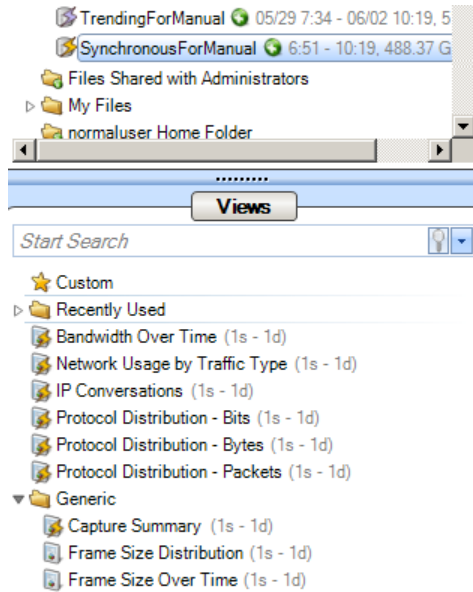 TrendingForManual 05/29 7:34 - 06/02 10:19, 5
SynchronousForManual 6:51 - 10:19, 488.37 G
Files Shared with Administrators
My Files
normaluser Home Folder
Views
Start Search
Custom
Recently Used
Bandwidth Over Time (1s - 1d)
Network Usage by Traffic Type (1s - 1d)
IP Conversations (1s - 1d)
Protocol Distribution - Bits (1s - 1d)
Protocol Distribution - Bytes (1s - 1d)
Protocol Distribution - Packets (1s - 1d)
Generic
Capture Summary (1s - 1d)
Frame Size Distribution (1s - 1d)
Frame Size Over Time (1s - 1d)